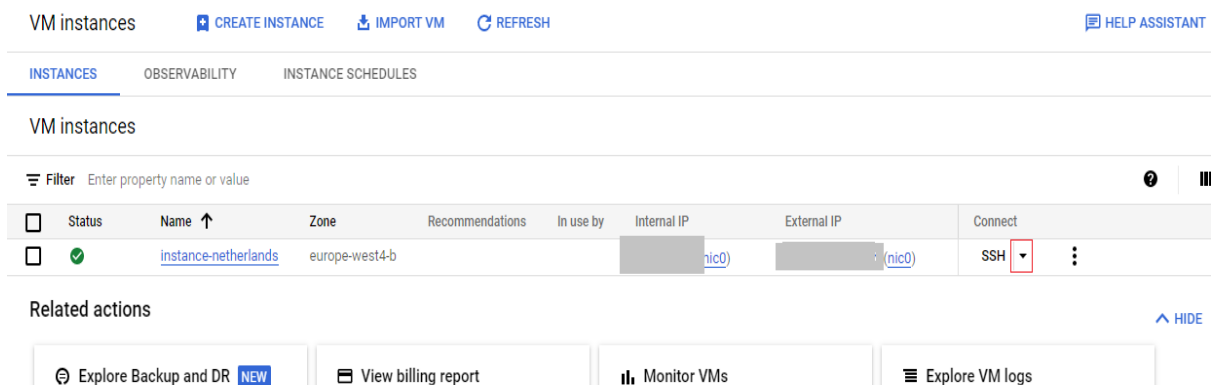 VM instances CREATE INSTANCE IMPORT VM REFRESH HELP ASSISTANT
INSTANCES OBSERVABILITY INSTANCE SCHEDULES
VM instances
Filter Enter property name or value
Status Name Zone Recommendations In use by Internal IP External IP Connect
instance-netherlands europe-west4-b nic0) (nic0) SSH
Related actions
HIDE
Explore Backup and DR NEW View billing report Monitor VMs Explore VM logs